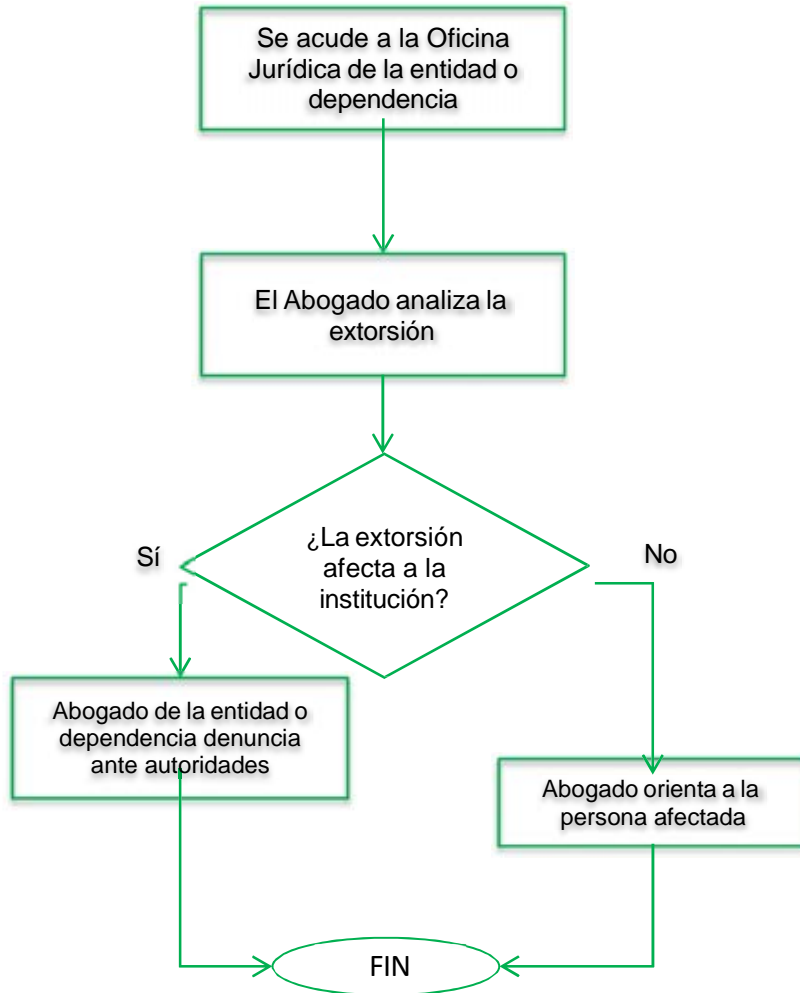 Se acude a la Oficina
Jurídica de la entidad o
dependencia
El Abogado analiza la
extorsión
¿La extorsión
afecta a la
institución?
Sí
No
Abogado de la entidad o
dependencia denuncia
ante autoridades
Abogado orienta a la
persona afectada
FIN